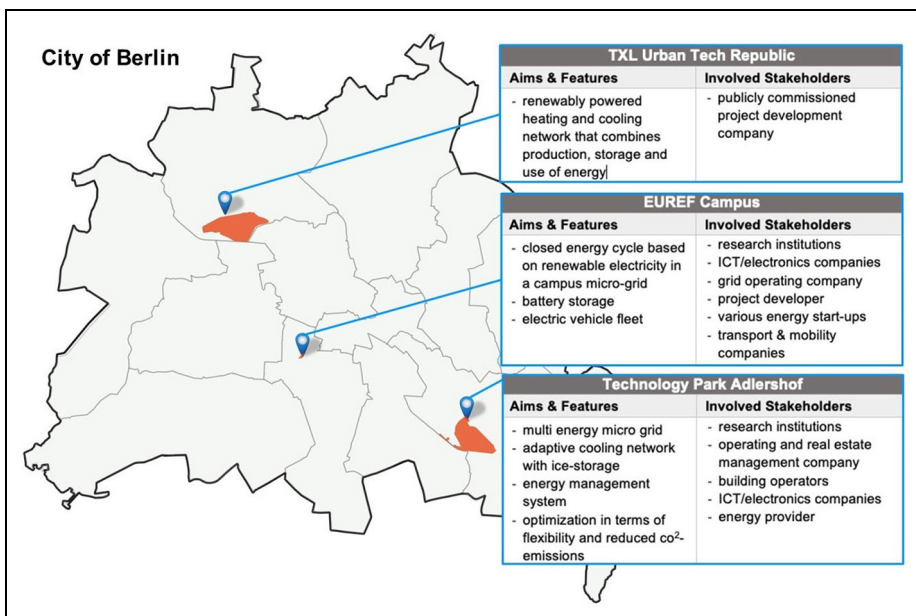 City of Berlin
TXL Urban Tech Republic
Aims & Features
- renewably powered
heating and cooling
network that combines
production, storage and
use of energy
Involved Stakeholders
- publicly commissioned
project development
company
EUREF Campus
Aims & Features
- closed energy cycle based
on renewable electricity in
a campus micro-grid
- battery storage
- electric vehicle fleet
Involved Stakeholders
- research institutions
- ICT/electronics companies
- grid operating company
- project developer
- various energy start-ups
- transport & mobility
companies
Technology Park Adlershof
Aims & Features
- multi energy micro grid
- adaptive cooling network
with ice-storage
- energy management
system
- optimization in terms of
flexibility and reduced co²-
emissions
Involved Stakeholders
- research institutions
- operating and real estate
management company
- building operators
- ICT/electronics companies
- energy provider